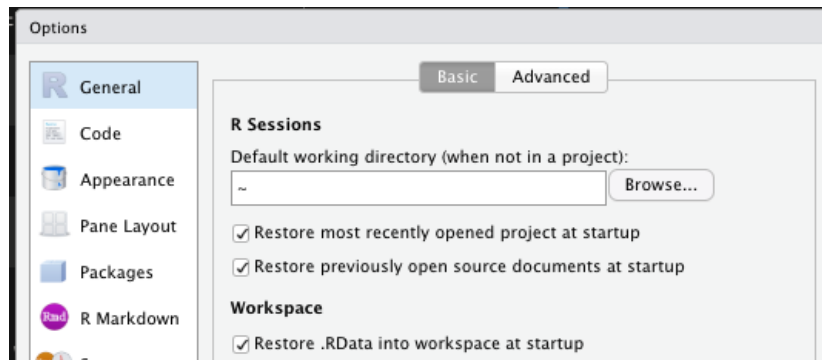 Options
General
Code
Appearance
Pane Layout
Packages
Rmd R Markdown
Basic Advanced
R Sessions
Default working directory (when not in a project):
~ Browse...
Restore most recently opened project at startup
Restore previously open source documents at startup
Workspace
Restore .RData into workspace at startup